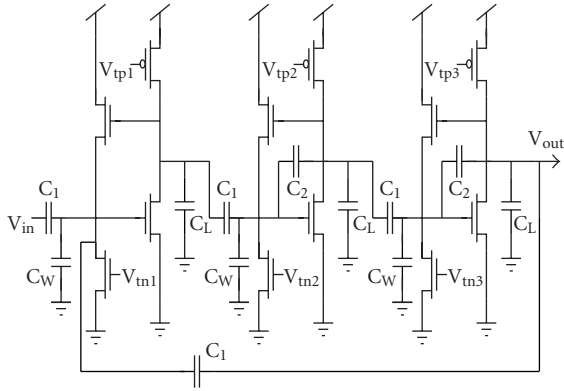 Vtp1 Vtp2 Vtp3
Vout
C1 C1 C2 C1 C2
Vin CL CL CL
CW Vtn1 CW Vtn2 CW Vtn3
C1